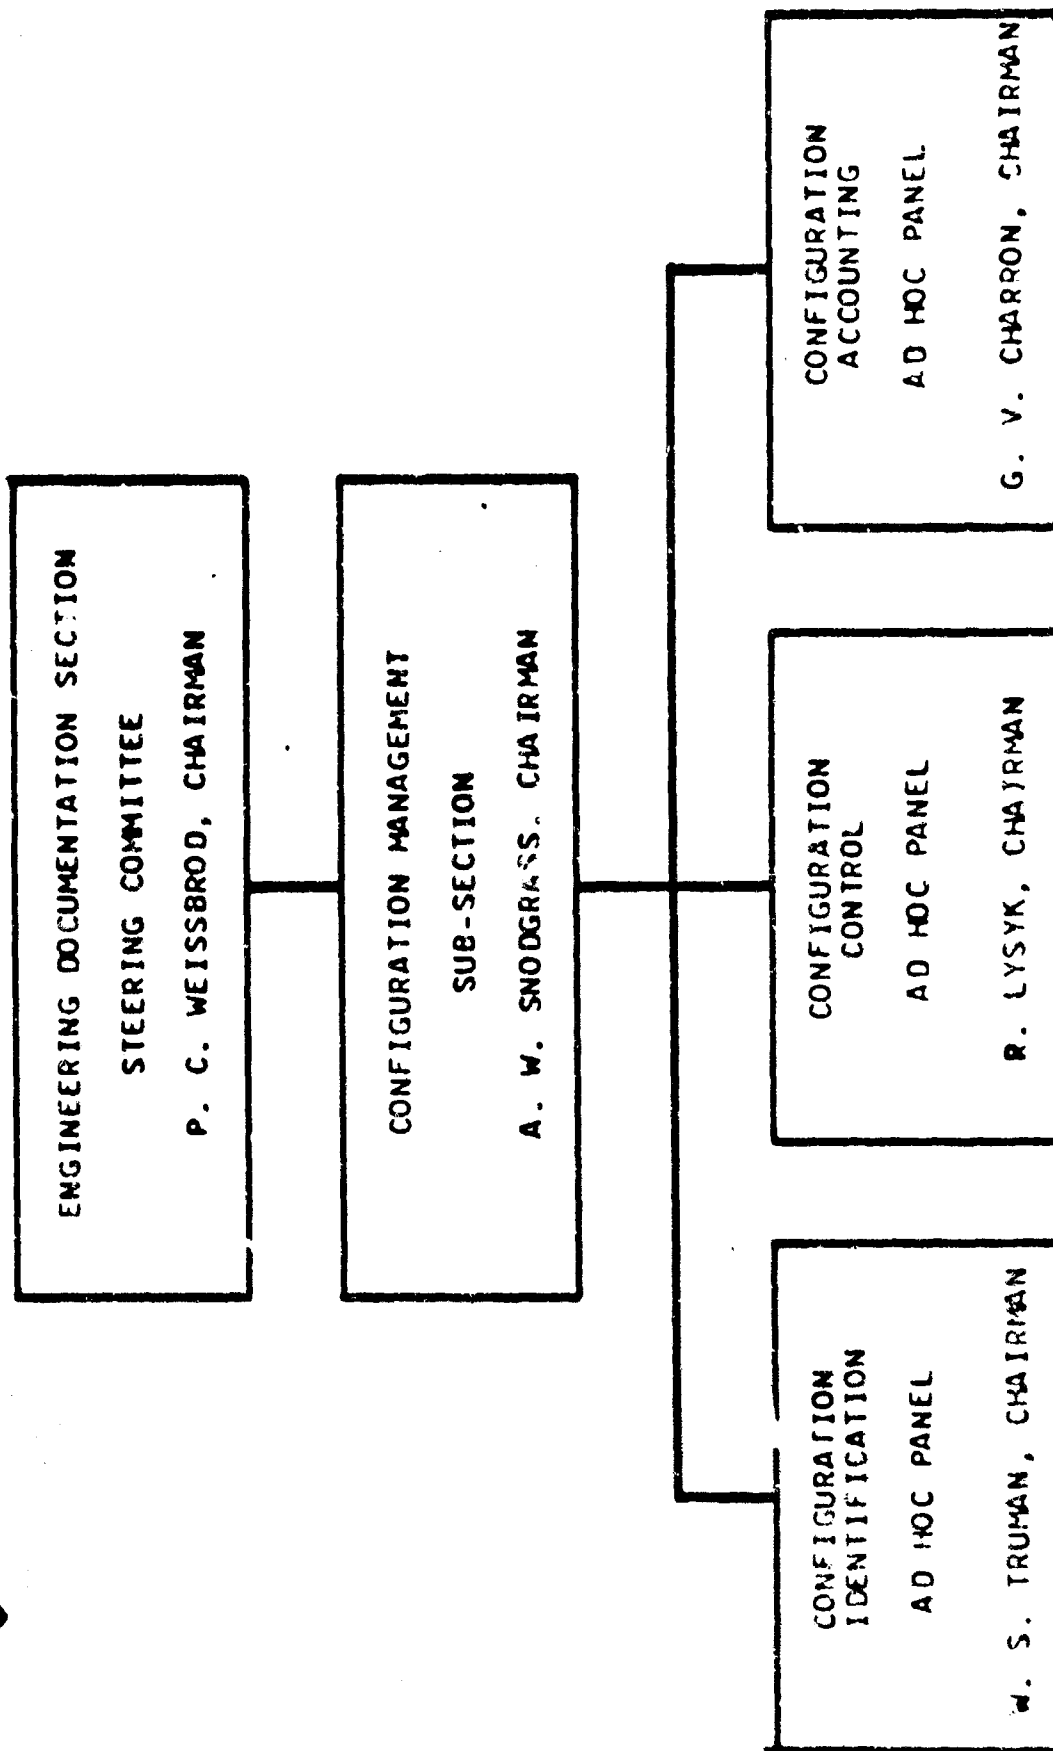 ENGINEERING DOCUMENTATION SECTION
STEERING COMMITTEE
P. C. WEISSBROD, CHAIRMAN
CONFIGURATION MANAGEMENT
SUB-SECTION
A. W. SNODGRASS. CHAIRMAN
CONFIGURATION
IDENTIFICATION
AD HOC PANEL
W. S. TRUMAN, CHAIRMAN
CONFIGURATION
CONTROL
AD HOC PANEL
R. LYSYK, CHAIRMAN
CONFIGURATION
ACCOUNTING
AD HOC PANEL
G. V. CHARRON, CHAIRMAN